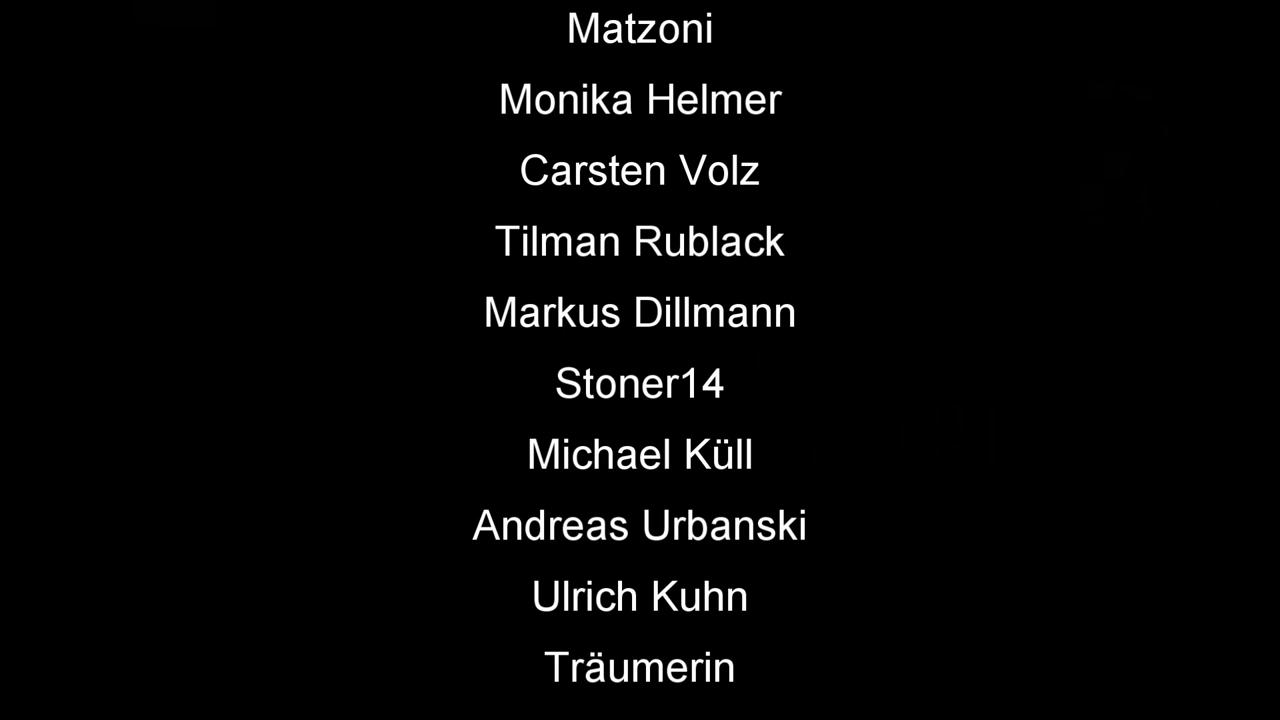 Matzoni
Monika Helmer
Carsten Volz
Tilman Rublack
Markus Dillmann
Stoner14
Michael Küll
Andreas Urbanski
Ulrich Kuhn
Träumerin